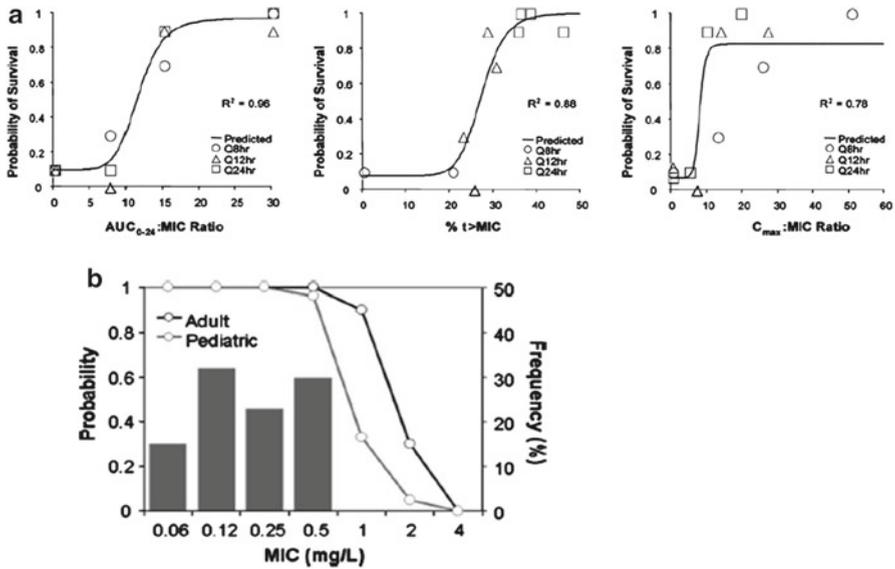 a
Probability of Survival
1
0.8
0.6
0.4
0.2
0
0 5 10 15 20 25 30
AUC0-24:MIC Ratio
R² = 0.96
Predicted
Q8hr
Q12hr
Q24hr
Probability of Survival
1
0.8
0.6
0.4
0.2
0
0 10 20 30 40 50
% t>MIC
R² = 0.88
Predicted
Q8hr
Q12hr
Q24hr
Probability of Survival
1
0.8
0.6
0.4
0.2
0
0 10 20 30 40 50 60
Cmax:MIC Ratio
R² = 0.78
Predicted
Q8hr
Q12hr
Q24hr
b
Probability
1
0.8
0.6
0.4
0.2
0
Adult
Pediatric
50
40
30
20
10
0
Frequency (%)
0.06 0.12 0.25 0.5 1 2 4
MIC (mg/L)